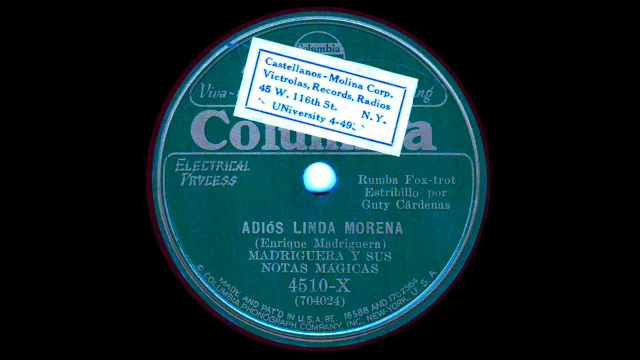 Columbia
Castellanos-Molina Corp.
Victrolas, Records, Radios
45 W. 116th St. N. Y.
UNiversity 4-49
Viva-
Columbia
ELECTRICAL
PROCESS
Rumba Fox-trot
Estribillo por
Guty Cárdenas
ADIÓS LINDA MORENA
(Enrique Madriguera)
MADRIGUERA Y SUS
NOTAS MÁGICAS
4510-X
(704024)
MADE AND PAT'D IN U.S.A. RE. 16588 AND
© COLUMBIA PHONOGRAPH COMPANY, INC. NEW-YORK, U. S. A.